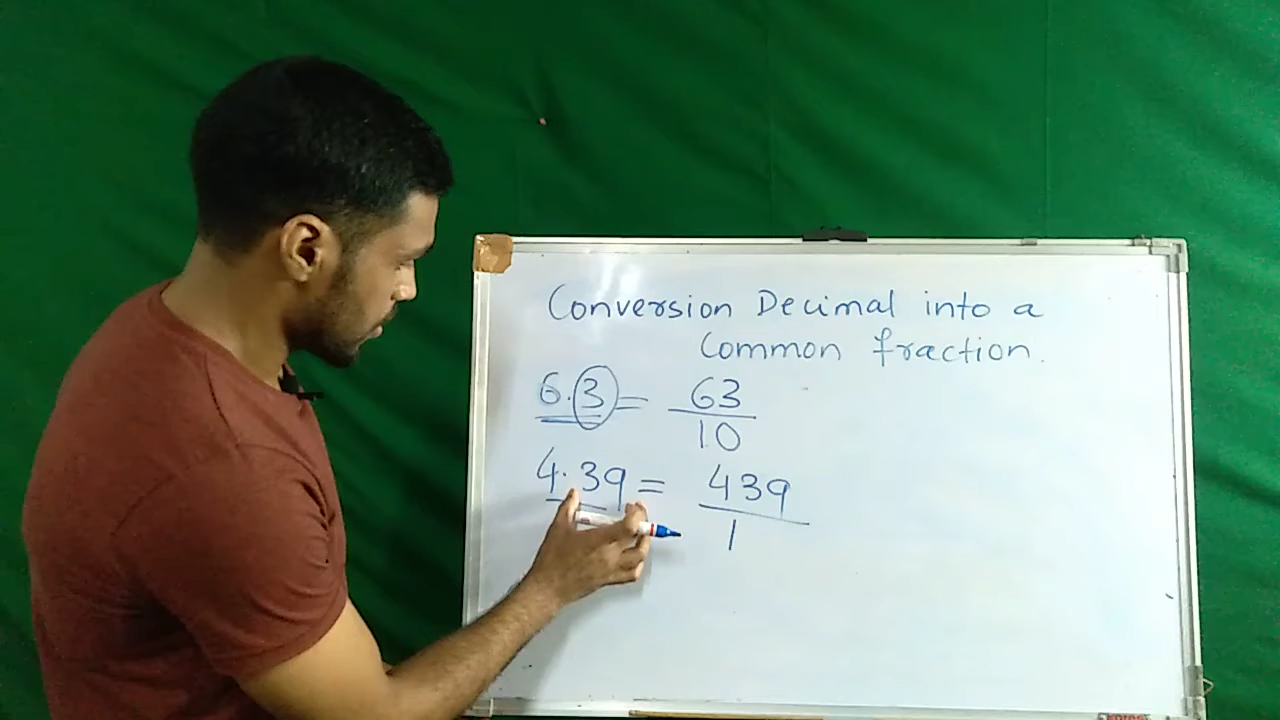 Conversion Decimal into a
Common fraction.
6.3 = 63/10
4.39 = 439/1